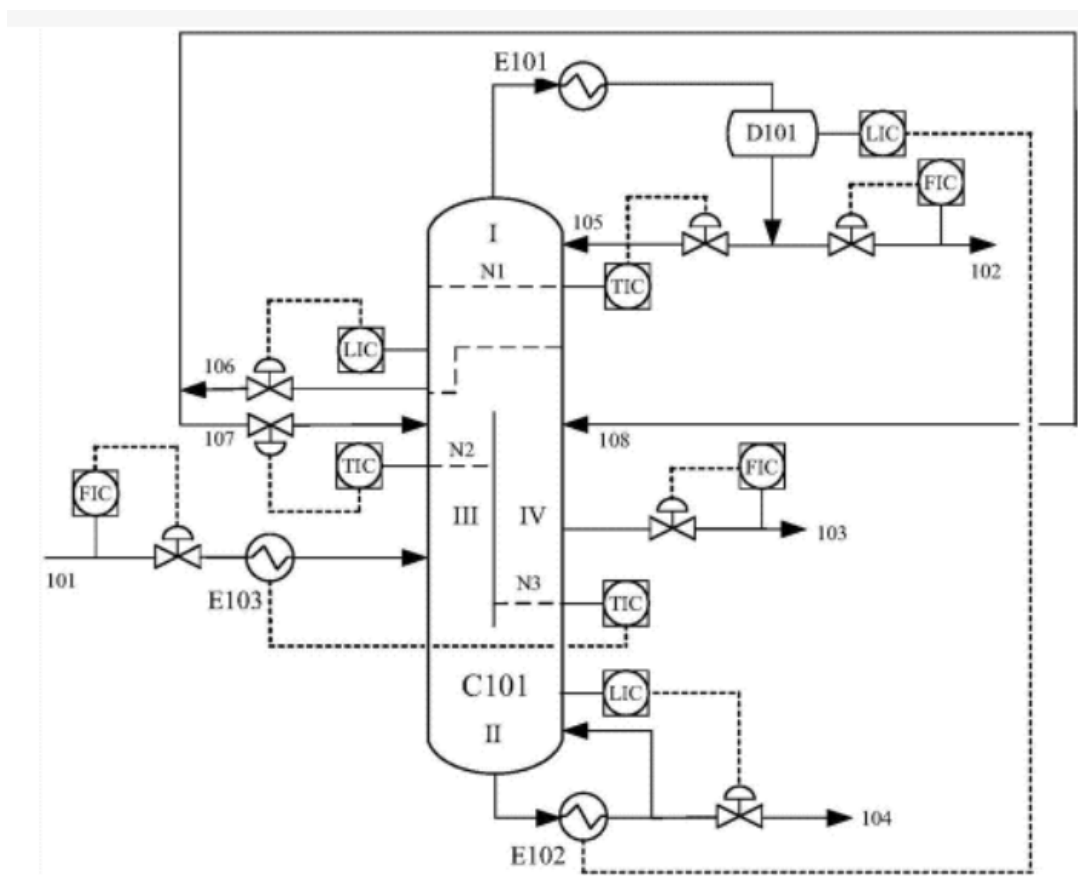 E101
D101
LIC
FIC
I
105
102
N1
TIC
LIC
106
107
108
N2
TIC
FIC
FIC
III
IV
103
101
N3
E103
TIC
C101
LIC
II
104
E102